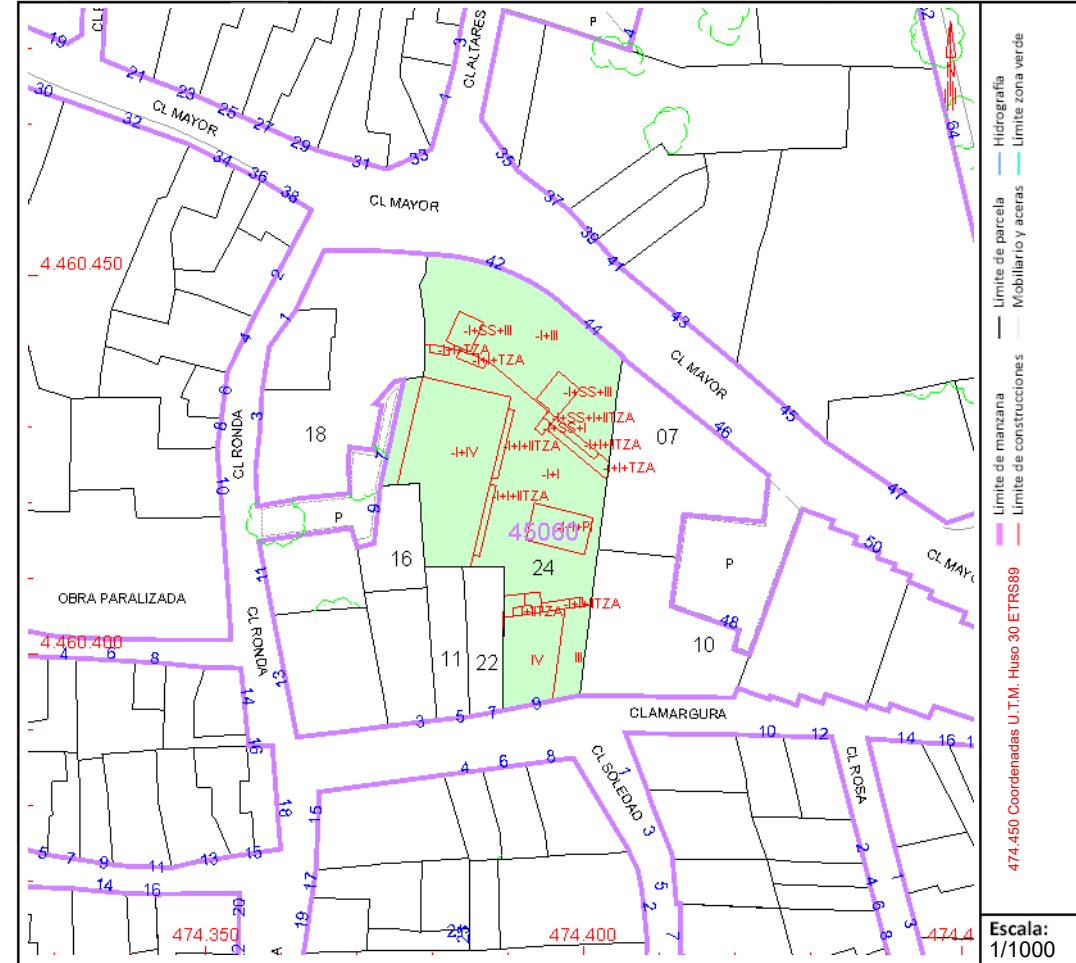 19
CL ALTARES
3
P
4
64
21
23
25
27
29
31
33
1
30
32
34
36
38
CL MAYOR
CL MAYOR
35
37
39
41
43
45
47
CL MAYOR
4.460.450
42
44
46
2
4
6
8
10
1
3
CL RONDA
18
-I+SS+III
-I+III
-I+I+TZA
-I+I+TZA
-I+SS+III
-I+SS+I+IITZA
-I+SS+I
-I+I+IITZA
-I+I+TZA
-I+IV
-I+I+IITZA
-I+I
-I+I+IITZA
07
7
9
P
45060
-I+I+P
24
16
11
22
11
13
CL RONDA
OBRA PARALIZADA
4.460.400
4
6
8
14
16
18
IV
III
P
48
10
50
CL MAYO
3
5
7
9
CL AMARGURA
10
12
14
16
1
CL ROSA
4
6
8
CL SOLEDAD
1
3
5
7
2
2
4
6
8
1
3
15
17
19
5
7
9
11
13
15
14
16
20
474.350
474.400
474.4
Límite de manzana
Límite de parcela
Hidrografía
Límite de construcciones
Mobiliario y aceras
Límite zona verde
474.450 Coordenadas U.T.M. Huso 30 ETRS89
Escala:
1/1000